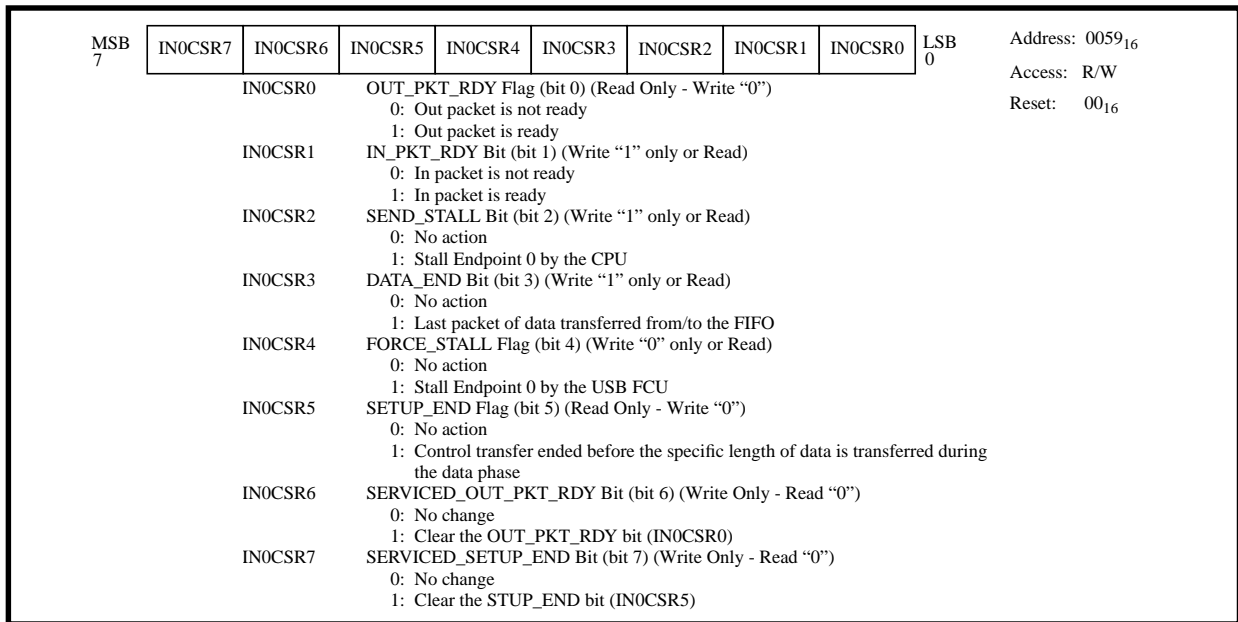 MSB 7 IN0CSR7 IN0CSR6 IN0CSR5 IN0CSR4 IN0CSR3 IN0CSR2 IN0CSR1 IN0CSR0 LSB 0
Address: 0059₁₆
Access: R/W
Reset: 00₁₆
IN0CSR0 OUT_PKT_RDY Flag (bit 0) (Read Only - Write “0”)
0: Out packet is not ready
1: Out packet is ready
IN0CSR1 IN_PKT_RDY Bit (bit 1) (Write “1” only or Read)
0: In packet is not ready
1: In packet is ready
IN0CSR2 SEND_STALL Bit (bit 2) (Write “1” only or Read)
0: No action
1: Stall Endpoint 0 by the CPU
IN0CSR3 DATA_END Bit (bit 3) (Write “1” only or Read)
0: No action
1: Last packet of data transferred from/to the FIFO
IN0CSR4 FORCE_STALL Flag (bit 4) (Write “0” only or Read)
0: No action
1: Stall Endpoint 0 by the USB FCU
IN0CSR5 SETUP_END Flag (bit 5) (Read Only - Write “0”)
0: No action
1: Control transfer ended before the specific length of data is transferred during
the data phase
IN0CSR6 SERVICED_OUT_PKT_RDY Bit (bit 6) (Write Only - Read “0”)
0: No change
1: Clear the OUT_PKT_RDY bit (IN0CSR0)
IN0CSR7 SERVICED_SETUP_END Bit (bit 7) (Write Only - Read “0”)
0: No change
1: Clear the STUP_END bit (IN0CSR5)